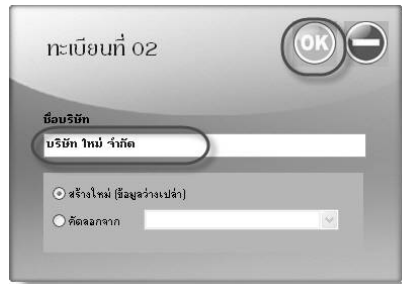 ทะเบียนที่ 02
OK
ชื่อบริษัท
บริษัท ใหม่ จำกัด
สร้างใหม่ (ข้อมูลว่างเปล่า)
คัดลอกจาก